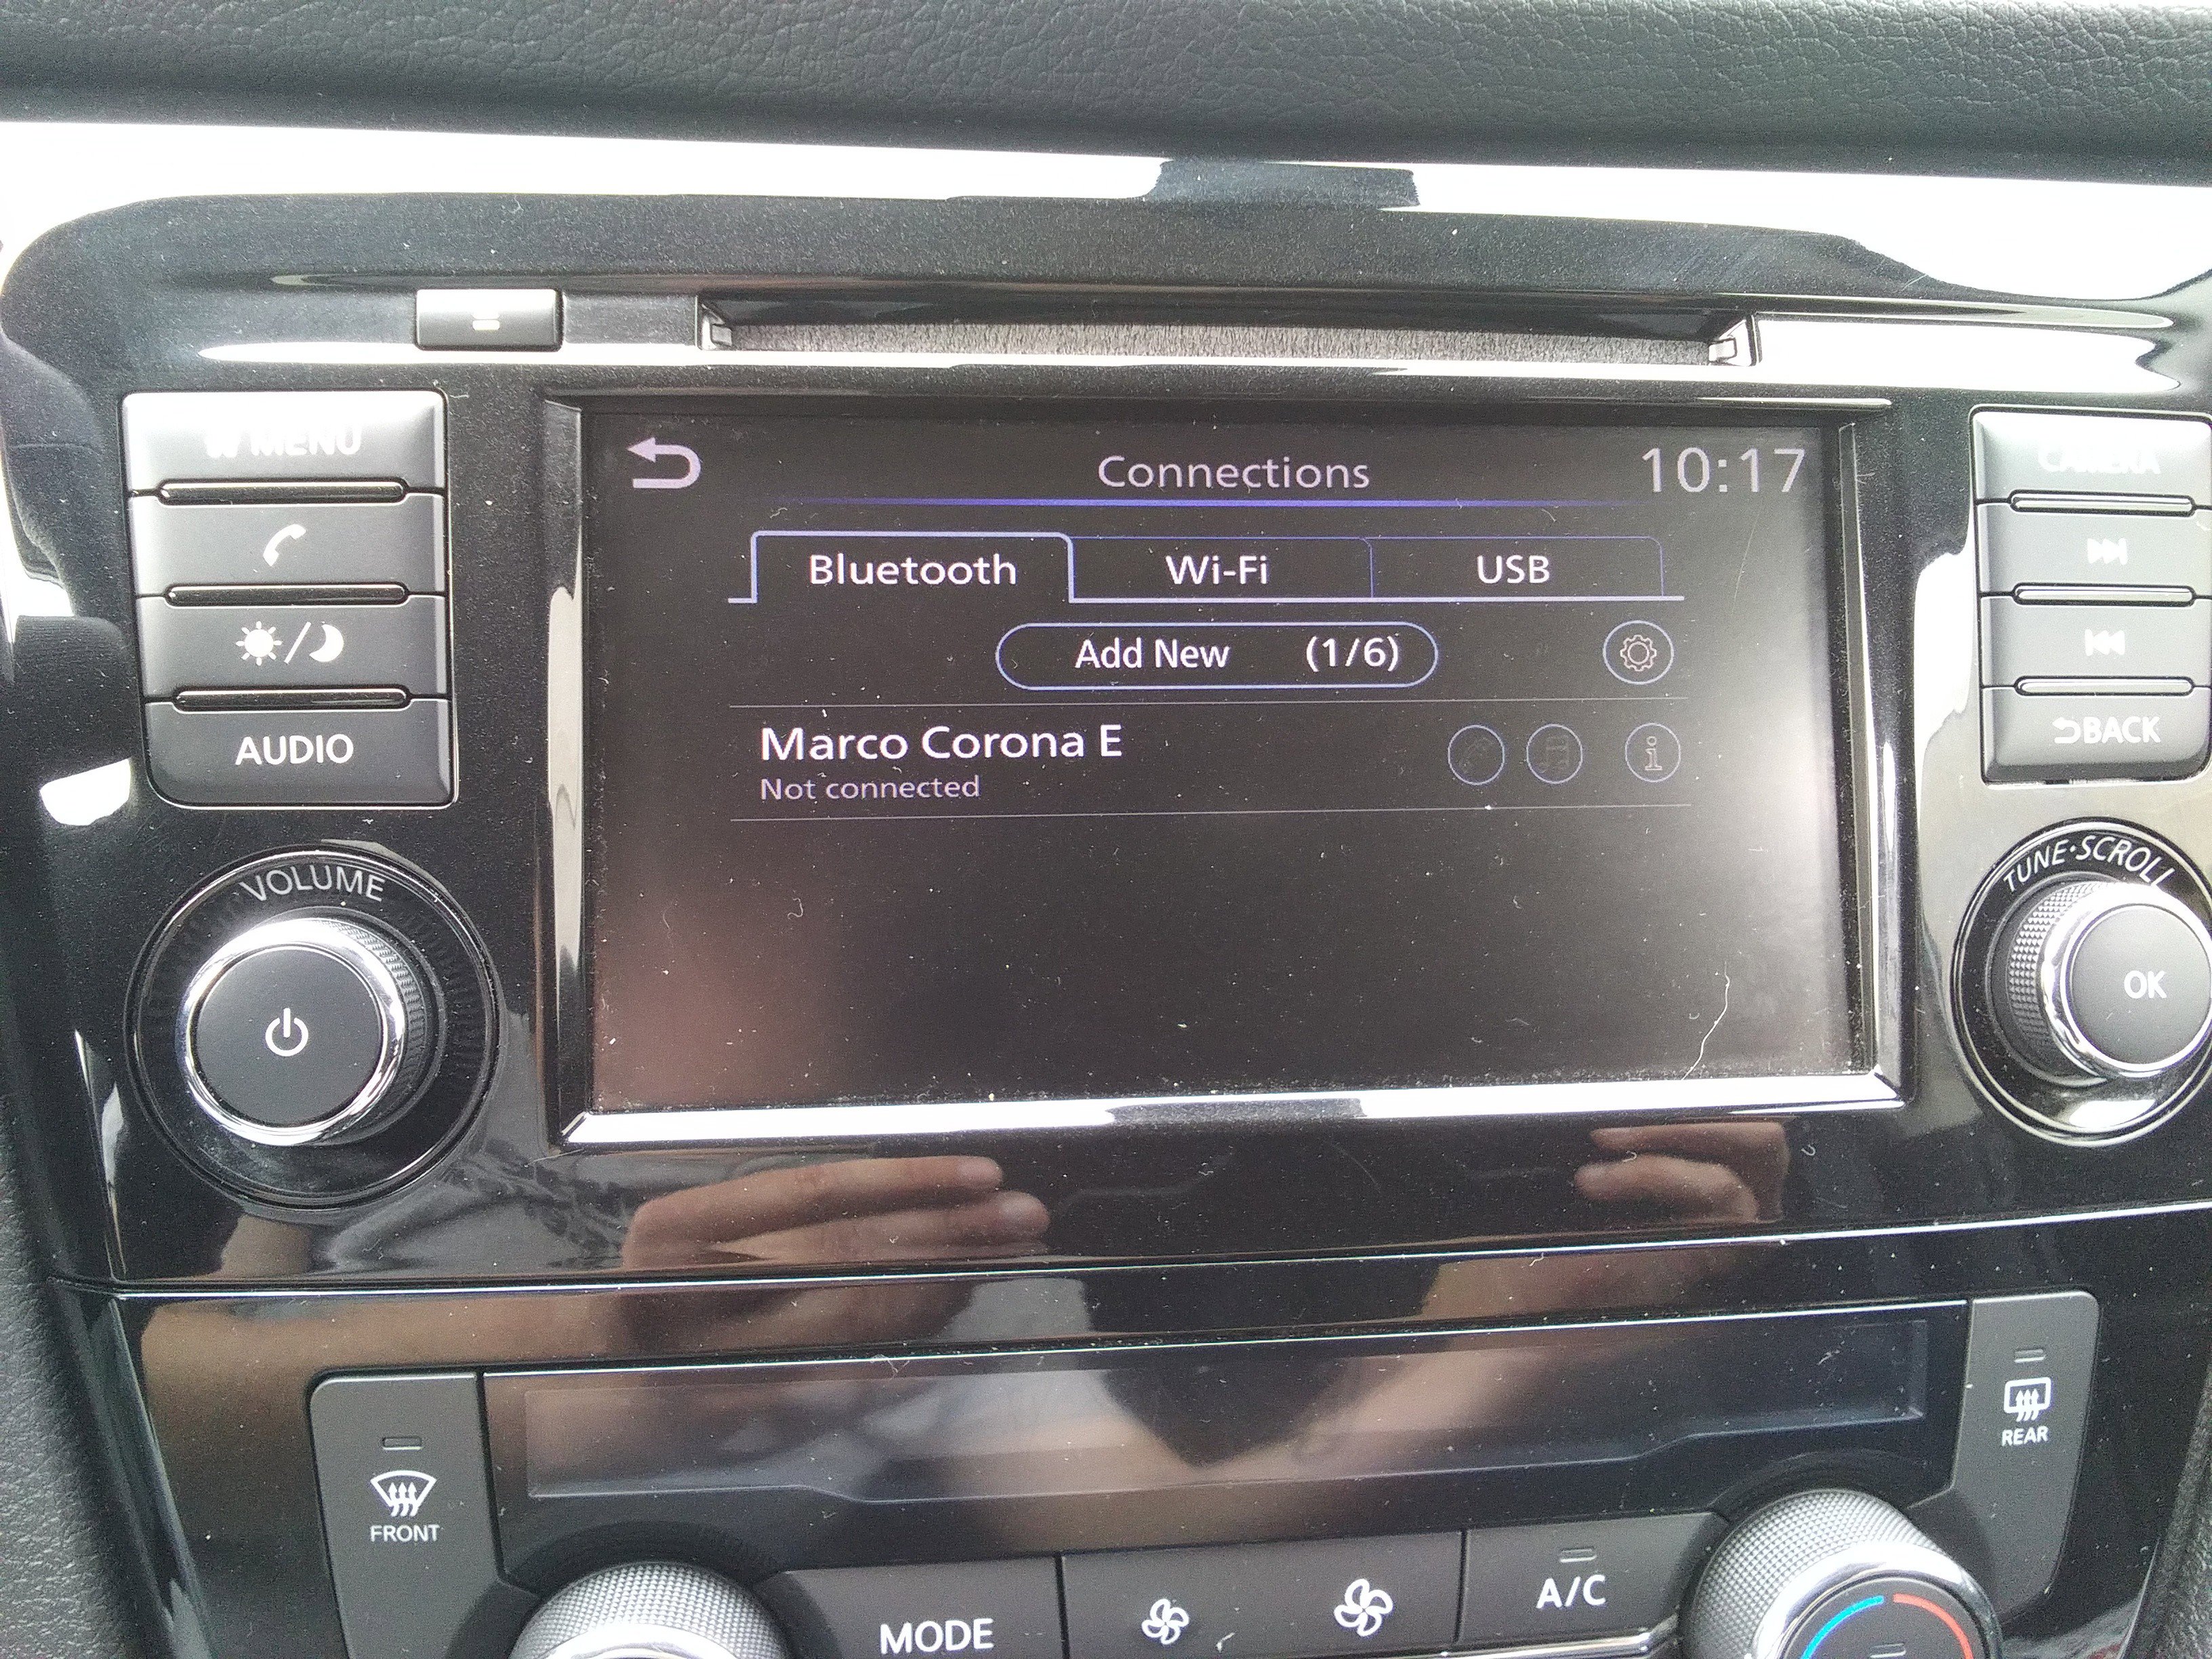 MENU
AUDIO
VOLUME
Connections
10:17
Bluetooth
Wi-Fi
USB
Add New (1/6)
Marco Corona E
Not connected
CAMERA
BACK
TUNE·SCROLL
OK
FRONT
REAR
MODE
A/C